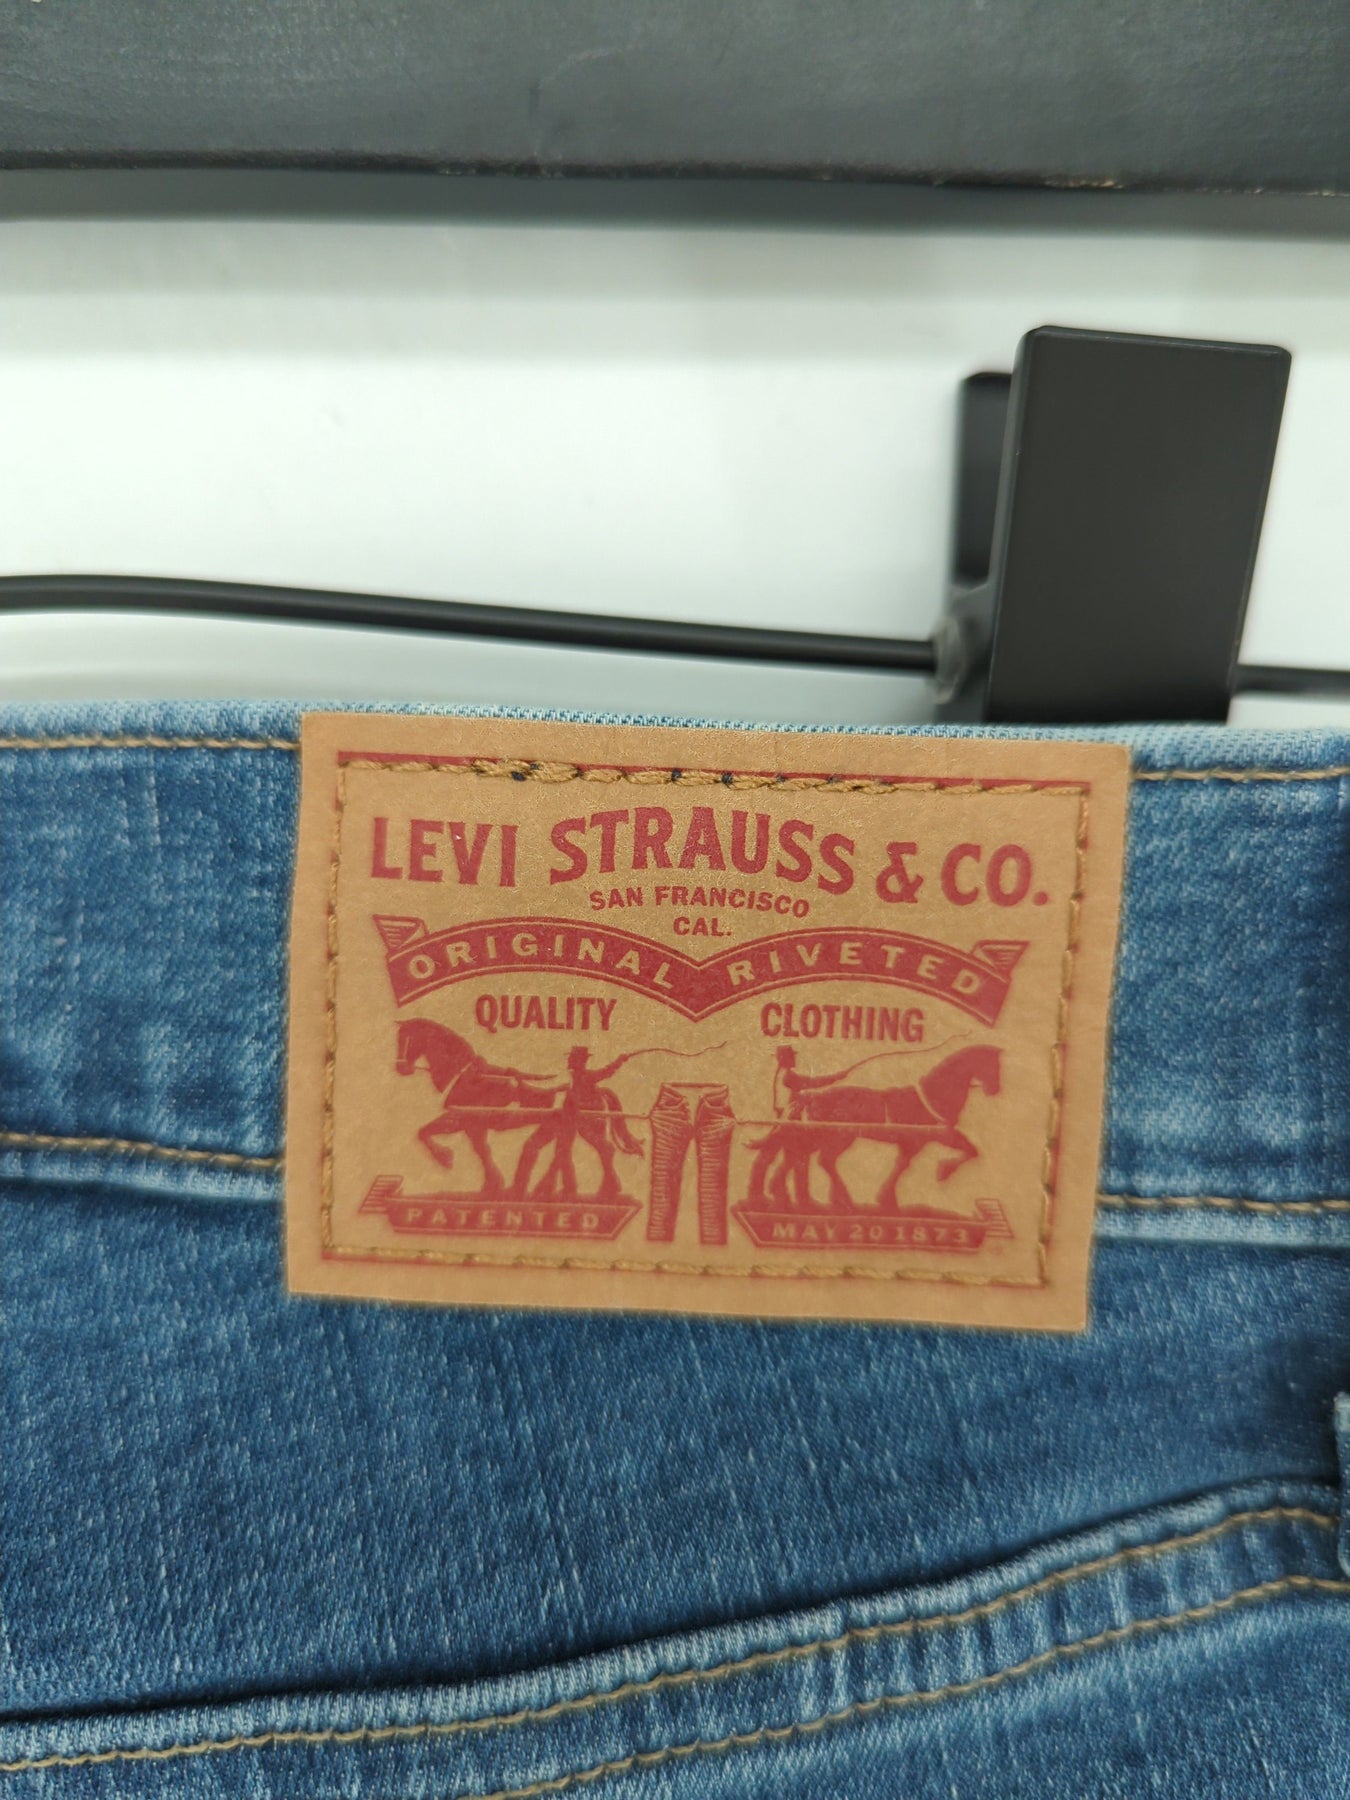 LEVI STRAUSS & CO.
SAN FRANCISCO
CAL.
ORIGINAL RIVETED
QUALITY CLOTHING
PATENTED MAY 20 1873